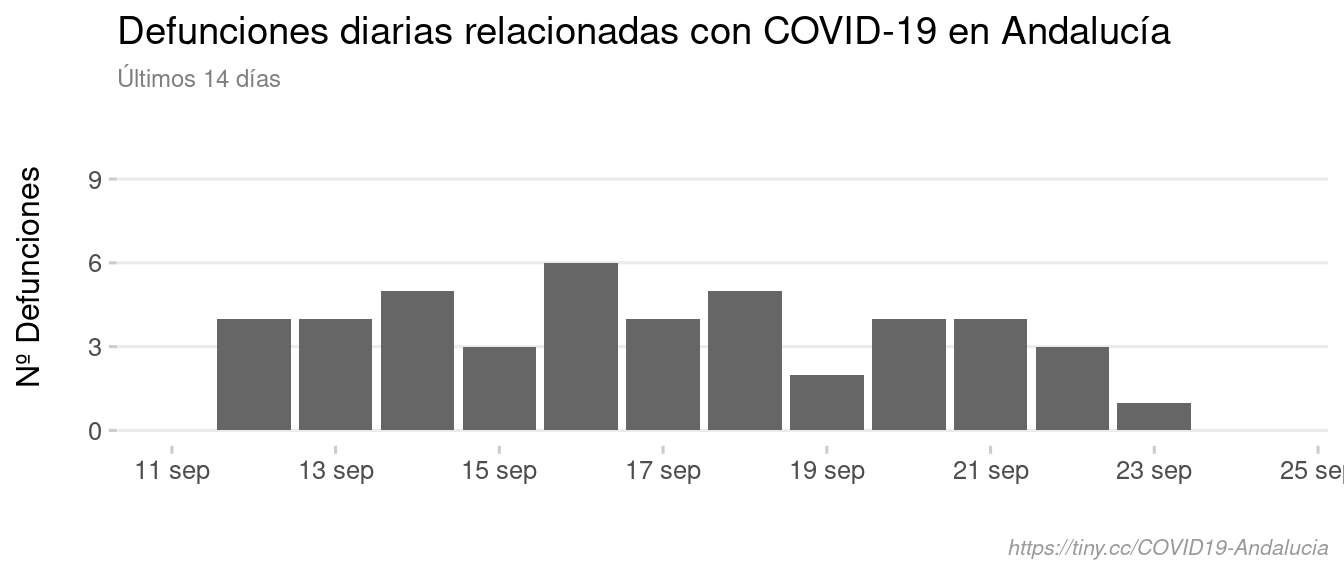 Defunciones diarias relacionadas con COVID-19 en Andalucía
Últimos 14 días
Nº Defunciones
9
6
3
0
11 sep 13 sep 15 sep 17 sep 19 sep 21 sep 23 sep 25 sep
https://tiny.cc/COVID19-Andalucia